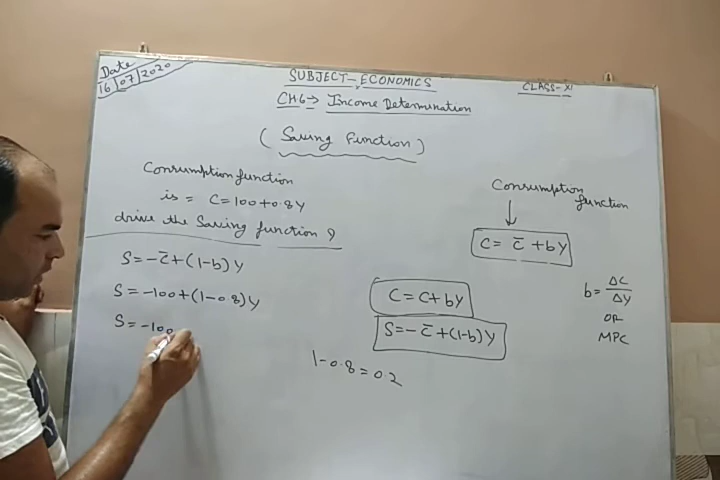 Date
16/07/2020
SUBJECT-ECONOMICS
CLASS-XI
CH6→ Income Determination
(Saving Function)
Consumption function
is = C=100+0.8Y
drive the Saving function ?
S=-C̄+(1-b)Y
S=-100+(1-0.8)Y
S=-100
Consumption
function
↓
C= C̄ +bY
C=C+bY
S=-C̄+(1-b)Y
1-0.8=0.2
b=ΔC/ΔY
OR
MPC